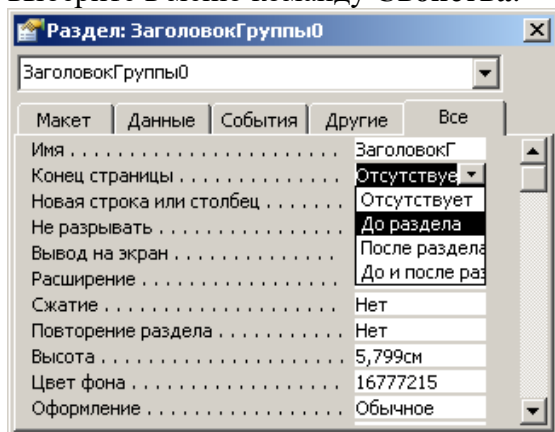 Раздел: ЗаголовокГруппы0
ЗаголовокГруппы0
Макет Данные События Другие Все
Имя . . . . . . . . . . . . . . . . . . . . . . . ЗаголовокГ
Конец страницы . . . . . . . . . . . . . Отсутствуе
Новая строка или столбец . . . . . . . Отсутствует
Не разрывать . . . . . . . . . . . . . . . . До раздела
Вывод на экран . . . . . . . . . . . . . . После раздела
Расширение . . . . . . . . . . . . . . . . . До и после раз
Сжатие . . . . . . . . . . . . . . . . . . . . Нет
Повторение раздела . . . . . . . . . . . Нет
Высота . . . . . . . . . . . . . . . . . . . . 5,799см
Цвет фона . . . . . . . . . . . . . . . . . . 16777215
Оформление . . . . . . . . . . . . . . . . . Обычное